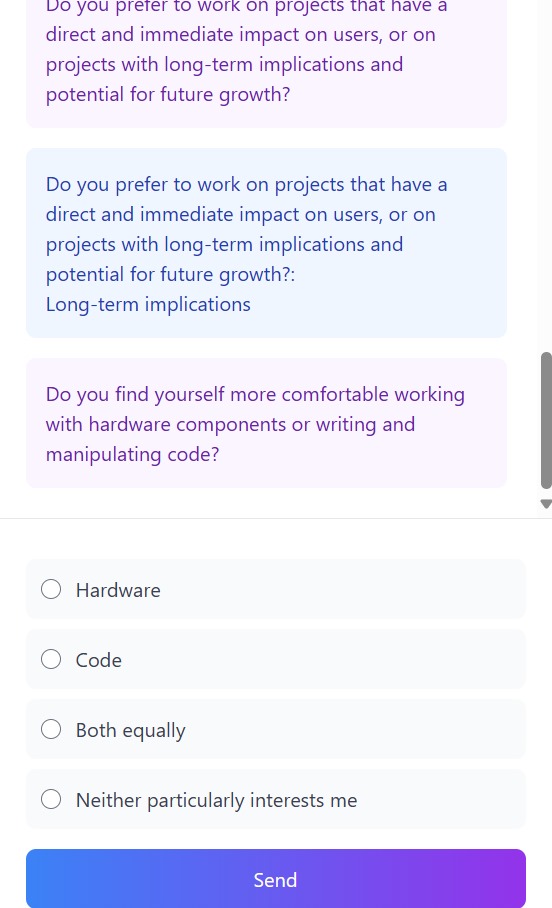 Do you prefer to work on projects that have a
direct and immediate impact on users, or on
projects with long-term implications and
potential for future growth?
Do you prefer to work on projects that have a
direct and immediate impact on users, or on
projects with long-term implications and
potential for future growth?:
Long-term implications
Do you find yourself more comfortable working
with hardware components or writing and
manipulating code?
Hardware
Code
Both equally
Neither particularly interests me
Send